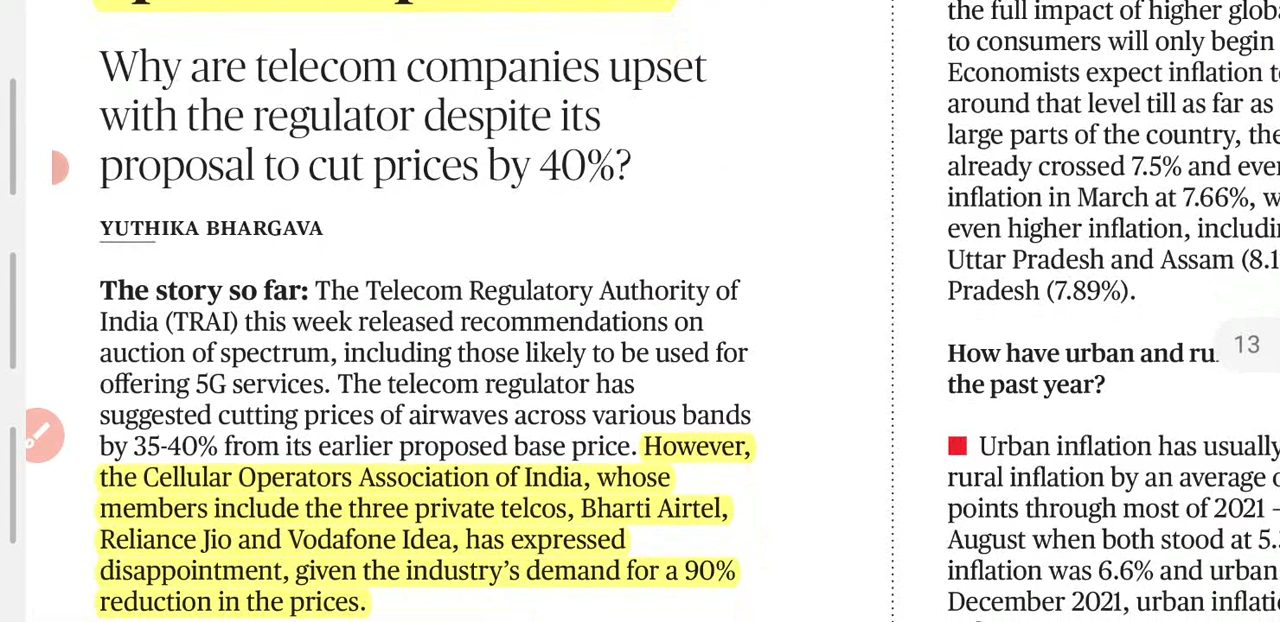 Why are telecom companies upset
with the regulator despite its
proposal to cut prices by 40%?
YUTHIKA BHARGAVA
The story so far: The Telecom Regulatory Authority of
India (TRAI) this week released recommendations on
auction of spectrum, including those likely to be used for
offering 5G services. The telecom regulator has
suggested cutting prices of airwaves across various bands
by 35-40% from its earlier proposed base price. However,
the Cellular Operators Association of India, whose
members include the three private telcos, Bharti Airtel,
Reliance Jio and Vodafone Idea, has expressed
disappointment, given the industry's demand for a 90%
reduction in the prices.
the full impact of higher
to consumers will only begin
Economists expect inflation
around that level till as far as
large parts of the country,
already crossed 7.5% and
inflation in March at 7.66%,
even higher inflation,
Uttar Pradesh and Assam
Pradesh (7.89%).
13
How have urban and
the past year?
Urban inflation has usually
rural inflation by an average
points through most of 2021 -
August when both stood at
inflation was 6.6% and urban
December 2021, urban